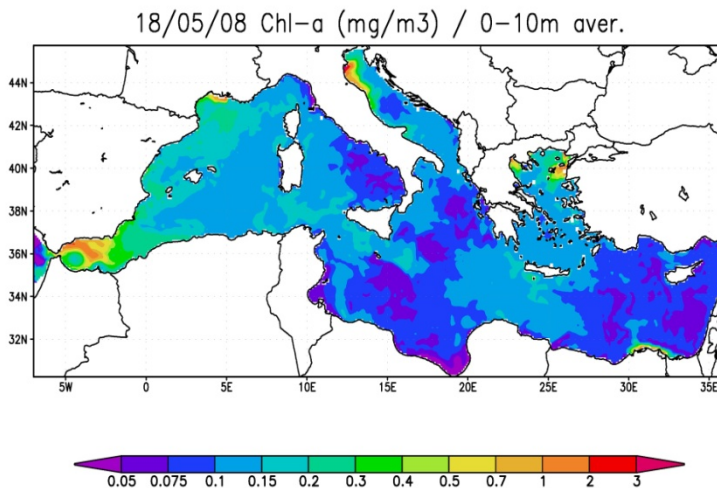 18/05/08 Chl-a (mg/m3) / 0-10m aver.
44N
42N
40N
38N
36N
34N
32N
5W 0 5E 10E 15E 20E 25E 30E 35E
0.05 0.075 0.1 0.15 0.2 0.3 0.4 0.5 0.7 1 2 3